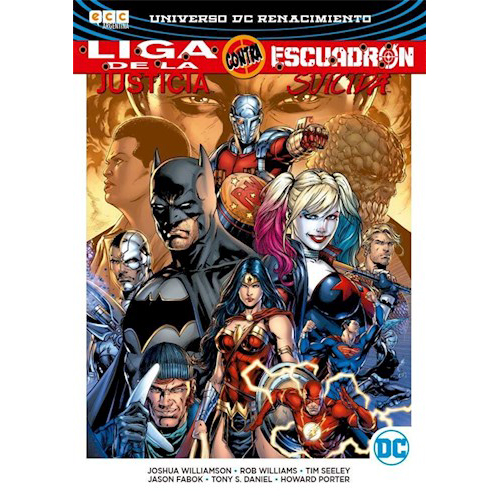 ecc
ARGENTINA
UNIVERSO DC RENACIMIENTO
LIGA
DE LA
JUSTICIA
CONTRA
ESCUADRÓN
SUICIDA
DC
JOSHUA WILLIAMSON • ROB WILLIAMS • TIM SEELEY
JASON FABOK • TONY S. DANIEL • HOWARD PORTER